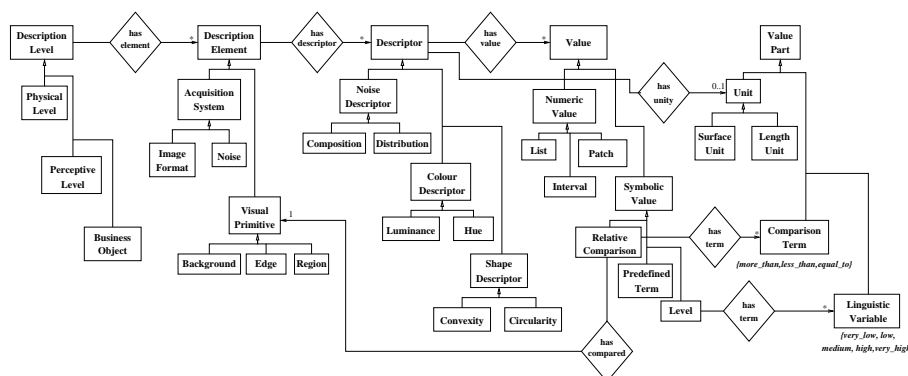 Description
Level
has
element
*
Description
Element
has
descriptor
*
Descriptor
has
value
*
Value
Value
Part
Physical
Level
Acquisition
System
Noise
Descriptor
Numeric
Value
has
unity
0..1
Unit
Composition
Distribution
List
Patch
Surface
Unit
Length
Unit
Image
Format
Noise
Perceptive
Level
Colour
Descriptor
Interval
Symbolic
Value
Visual
Primitive
1
Luminance
Hue
Relative
Comparison
has
term
*
Comparison
Term
{more_than,less_than,equal_to}
Business
Object
Background
Edge
Region
Shape
Descriptor
Predefined
Term
Convexity
Circularity
Level
has
term
*
Linguistic
Variable
{very_low, low,
medium, high,very_high
has
compared